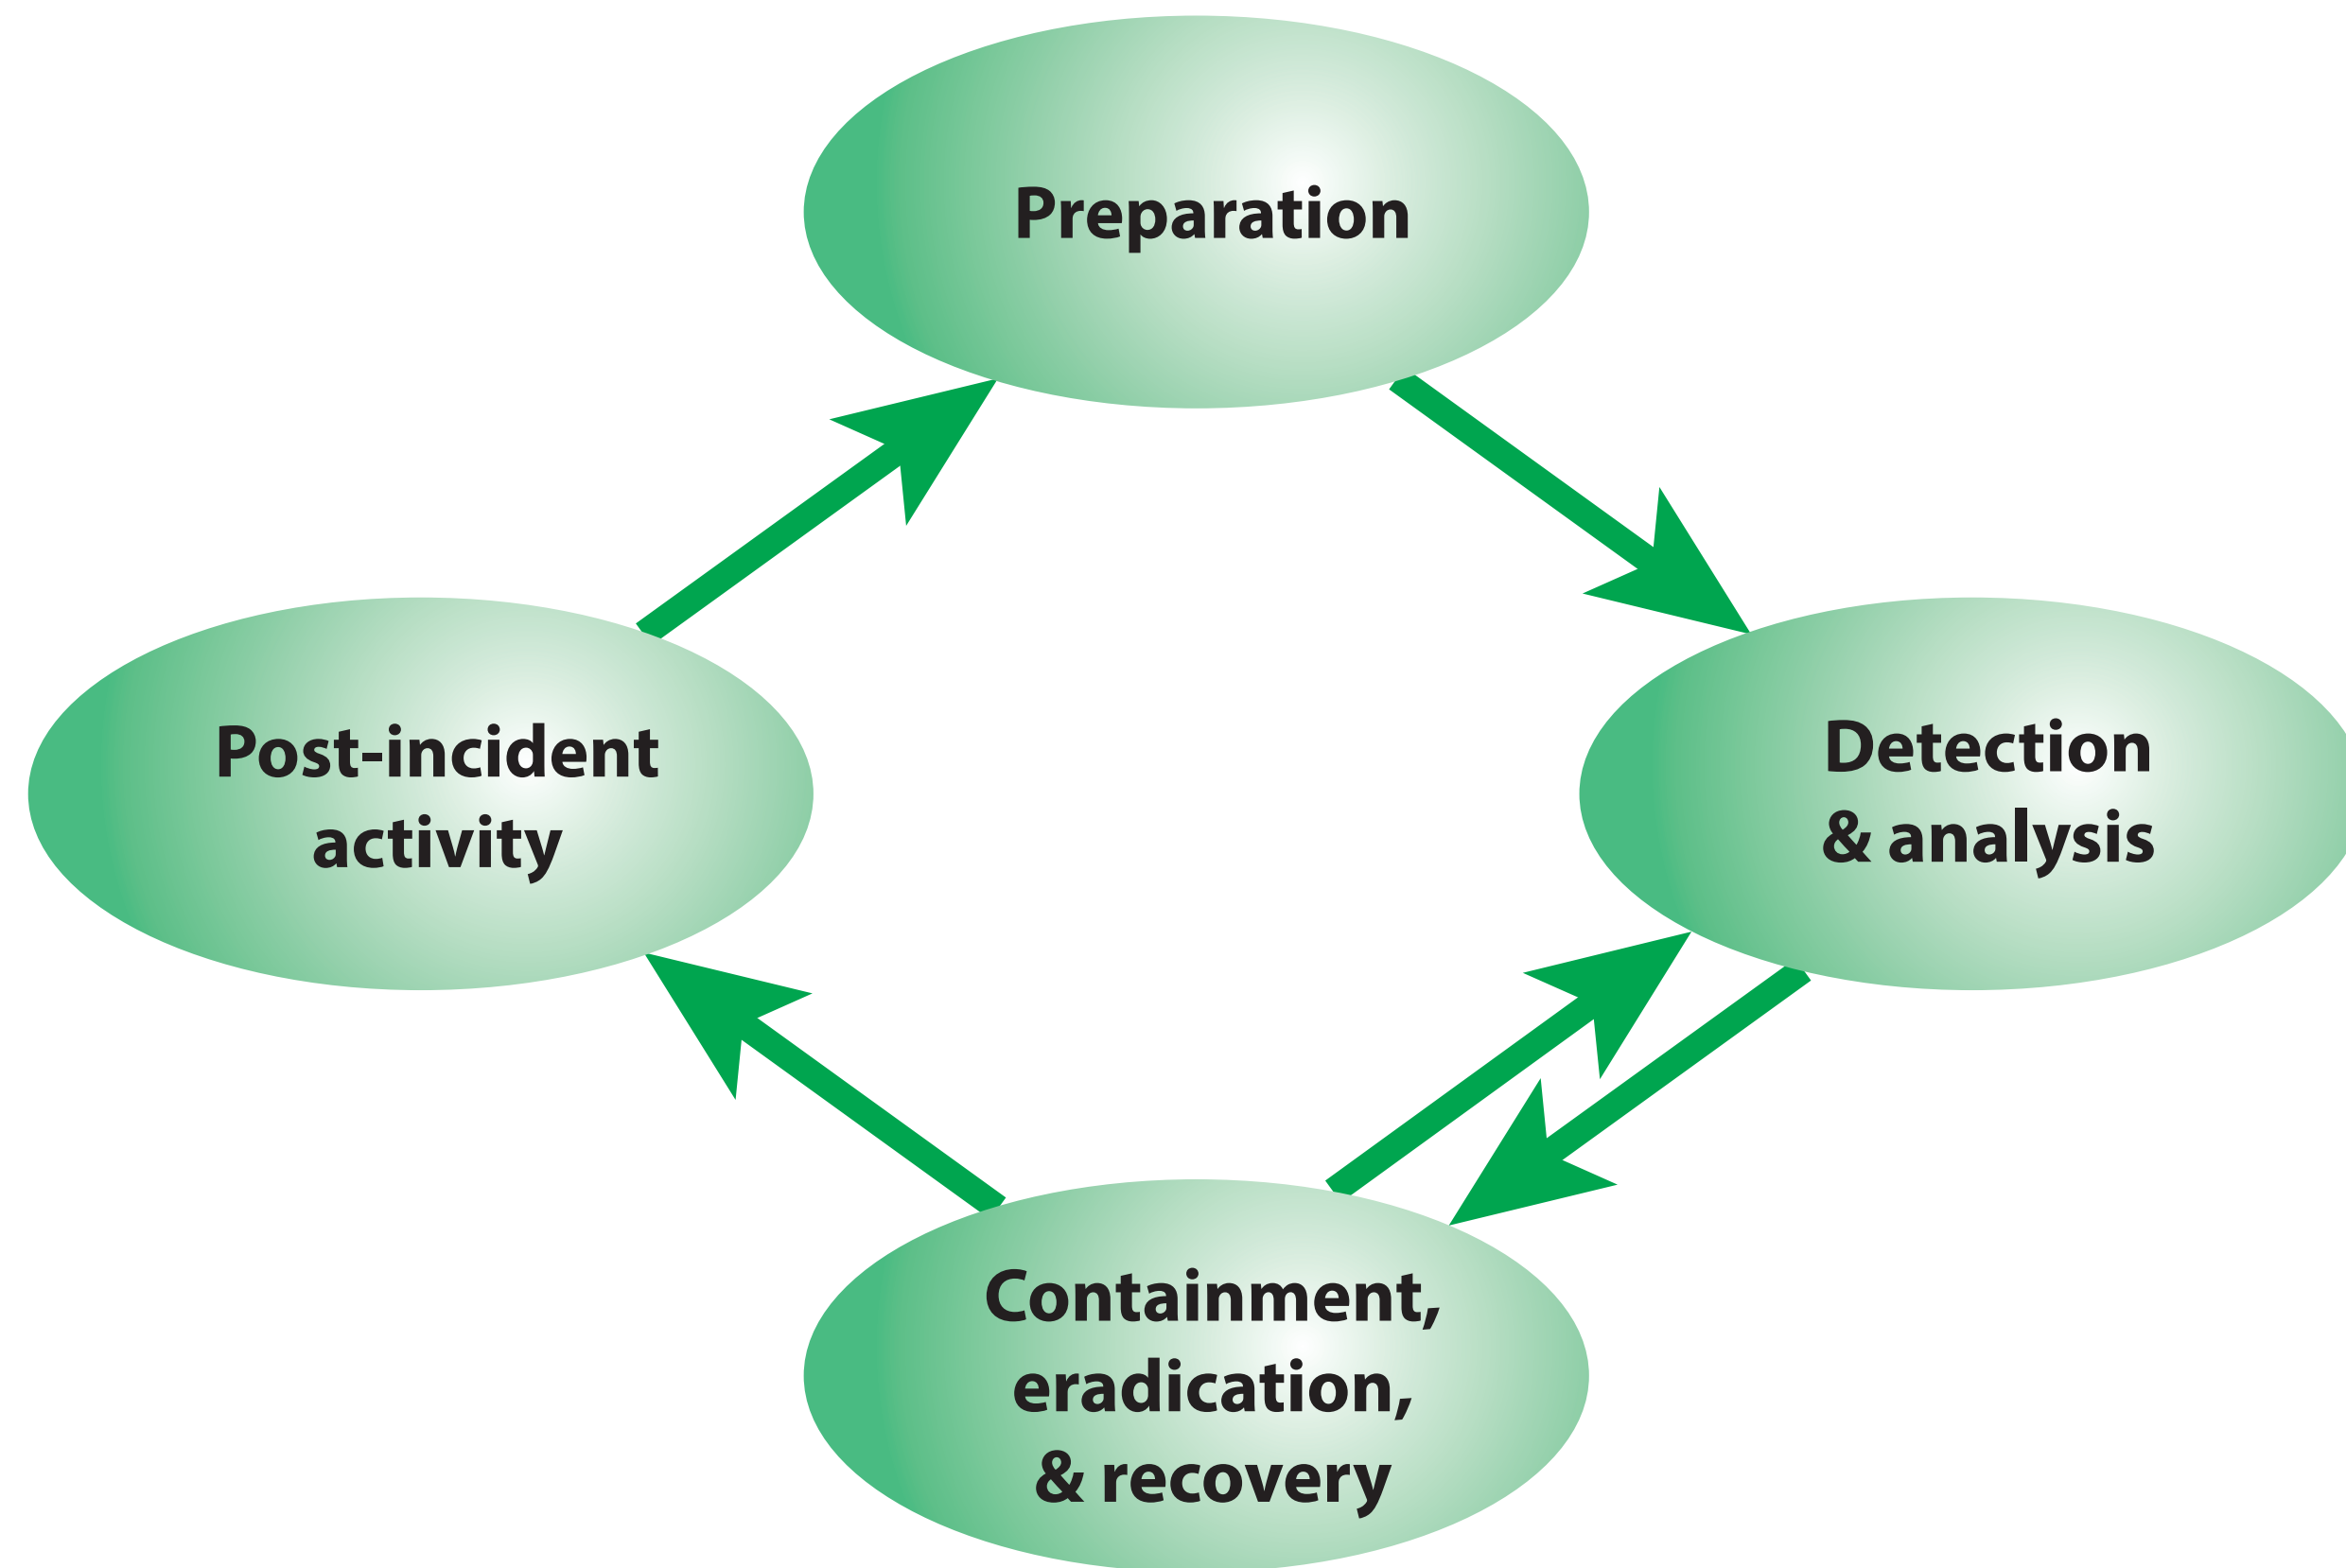 Preparation
Post-incident
activity
Detection
& analysis
Containment,
eradication,
& recovery